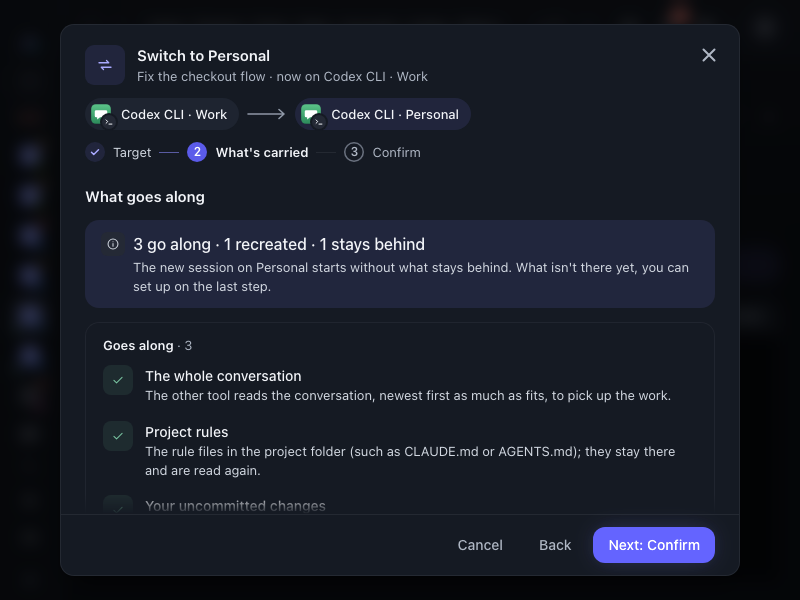 Switch to Personal
Fix the checkout flow · now on Codex CLI · Work
Codex CLI · Work
Codex CLI · Personal
Target
2 What's carried
3 Confirm
What goes along
3 go along · 1 recreated · 1 stays behind
The new session on Personal starts without what stays behind. What isn't there yet, you can
set up on the last step.
Goes along · 3
The whole conversation
The other tool reads the conversation, newest first as much as fits, to pick up the work.
Project rules
The rule files in the project folder (such as CLAUDE.md or AGENTS.md); they stay there
and are read again.
Your uncommitted changes
Cancel
Back
Next: Confirm